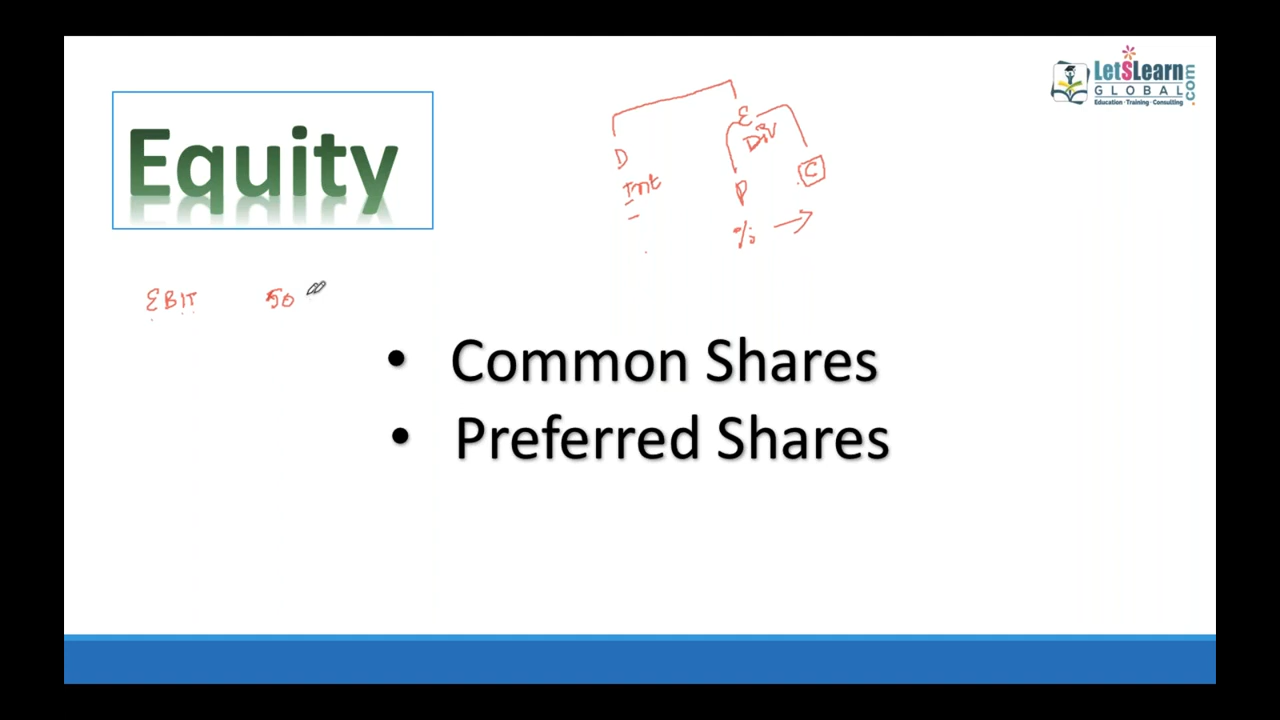 LetSLearn
GLOBAL
.com
Education • Training • Consulting
Equity
E
Div
D
C
Int
P
%
EBIT 50
• Common Shares
• Preferred Shares